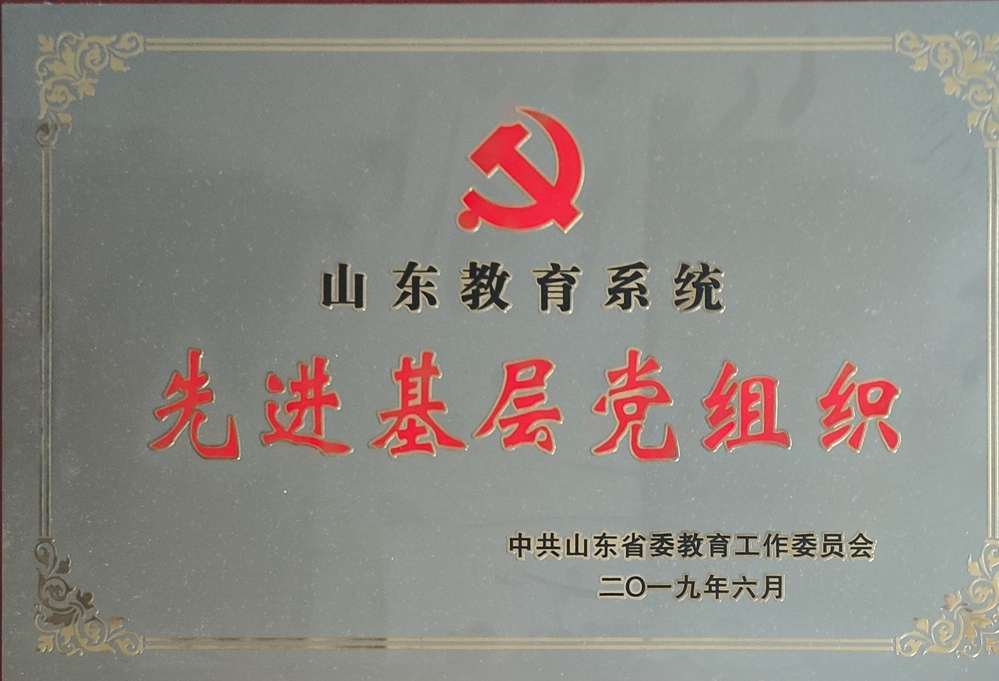 山东教育系统
先进基层党组织
中共山东省委教育工作委员会
二〇一九年六月